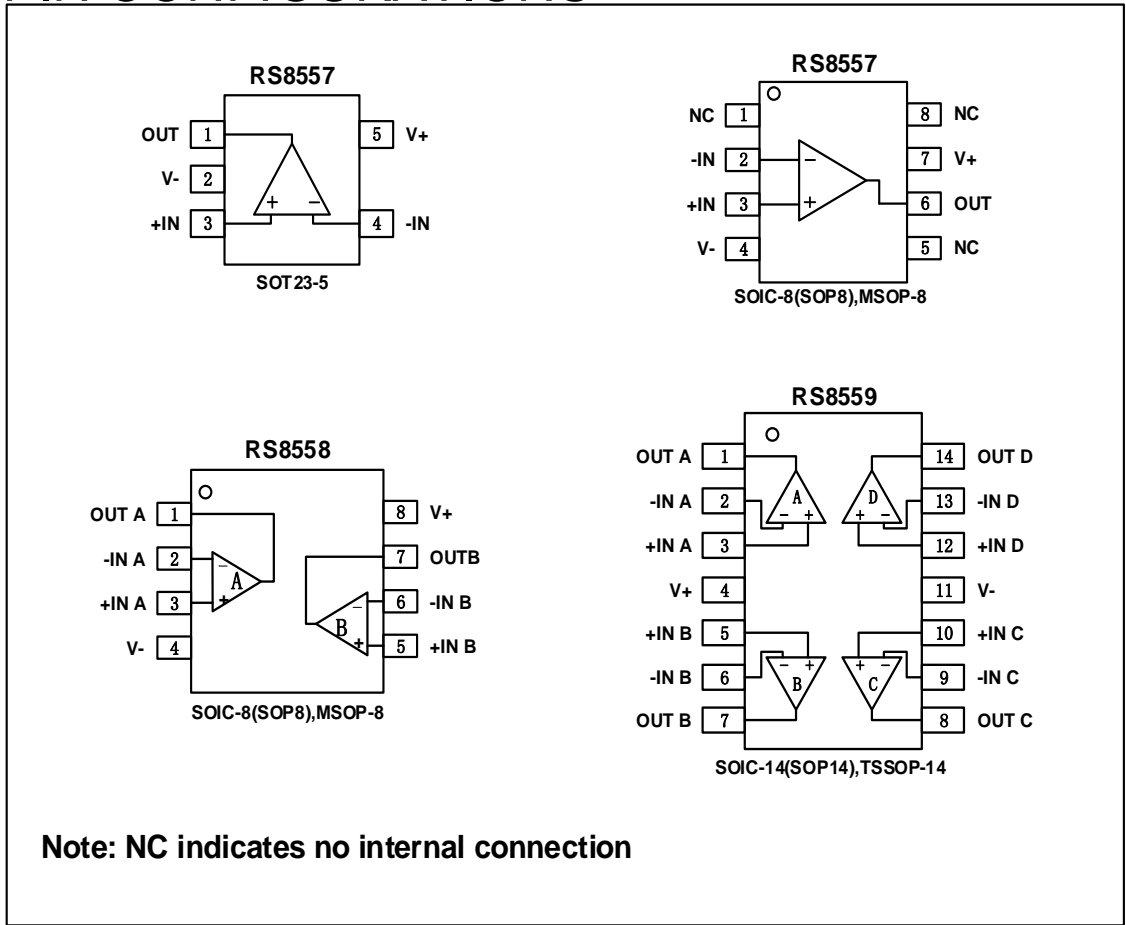 PIN CONFIGURATIONS
RS8557
OUT 1
5 V+
V- 2
+IN 3
+ −
4 -IN
SOT23-5
RS8557
NC 1
8 NC
-IN 2
−
7 V+
+IN 3
+
6 OUT
V- 4
5 NC
SOIC-8(SOP8),MSOP-8
RS8558
OUT A 1
8 V+
-IN A 2
−
A
7 OUTB
+IN A 3
+
6 -IN B
−
B
V- 4
+
5 +IN B
SOIC-8(SOP8),MSOP-8
RS8559
OUT A 1
14 OUT D
-IN A 2
A
− +
D
+ −
13 -IN D
+IN A 3
12 +IN D
V+ 4
11 V-
+IN B 5
10 +IN C
-IN B 6
− +
B
+ −
C
9 -IN C
OUT B 7
8 OUT C
SOIC-14(SOP14),TSSOP-14
Note: NC indicates no internal connection